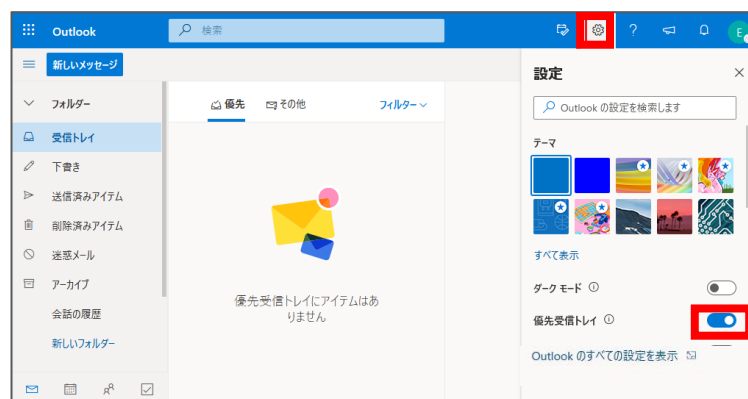 Outlook
検索
E
新しいメッセージ
フォルダー
受信トレイ
下書き
送信済みアイテム
削除済みアイテム
迷惑メール
アーカイブ
会話の履歴
新しいフォルダー
優先
その他
フィルター
優先受信トレイにアイテムはあ
りません
設定
Outlook の設定を検索します
テーマ
すべて表示
ダーク モード
優先受信トレイ
Outlook のすべての設定を表示